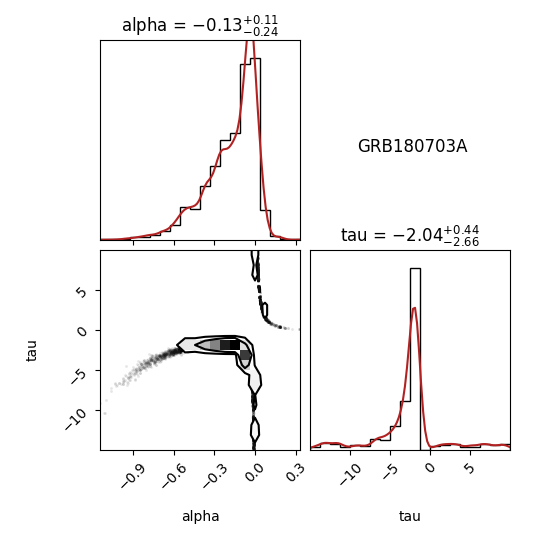 alpha = −0.13 +0.11 −0.24
GRB180703A
tau = −2.04 +0.44 −2.66
tau
5
0
−5
−10
−0.9 −0.6 −0.3 0.0 0.3
−10 −5 0 5
alpha
tau